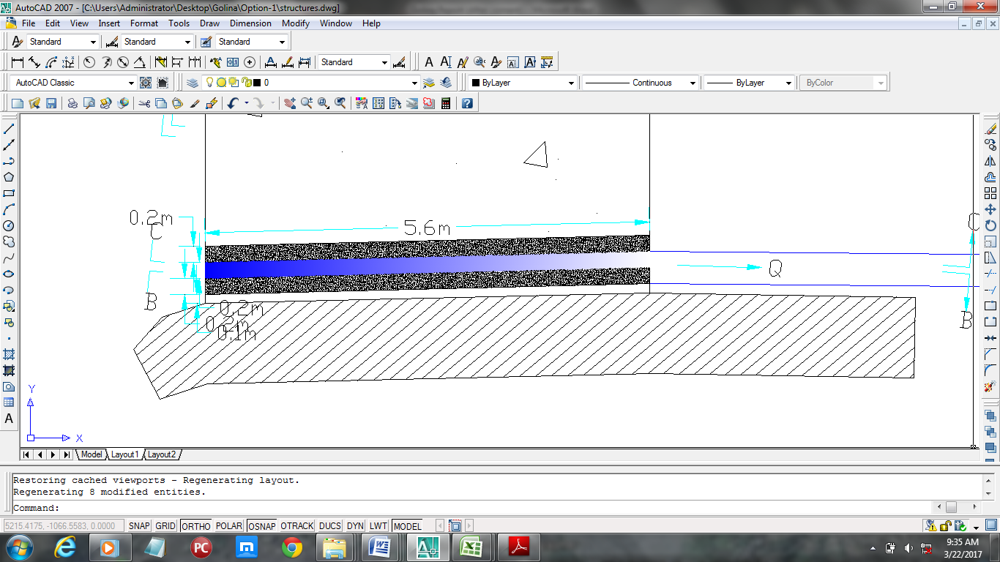 AutoCAD 2007 - [C:\Users\Administrator\Desktop\Golina\Option-1\structures.dwg]
File Edit View Insert Format Tools Draw Dimension Modify Window Help
Standard Standard Standard
Standard
AutoCAD Classic 0 ByLayer Continuous ByLayer ByColor
0.2m
C
5.6m
C
Q
B
0.2m
0.2m
0.1m
B
Y
X
Model Layout1 Layout2
Restoring cached viewports - Regenerating layout.
Regenerating 8 modified entities.
Command:
5215.4175, -1066.5583, 0.0000 SNAP GRID ORTHO POLAR OSNAP OTRACK DUCS DYN LWT MODEL
9:35 AM
3/22/2017